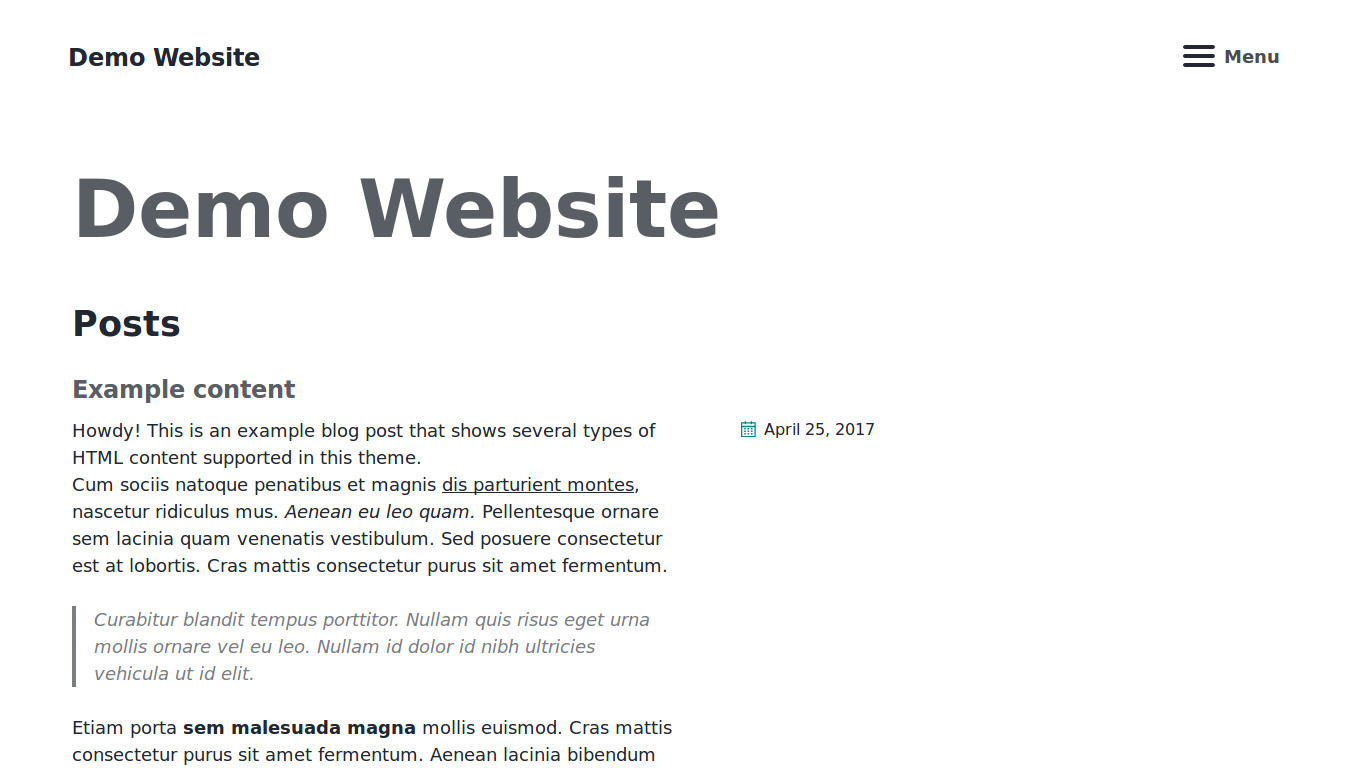 Demo Website
Menu
Demo Website
Posts
Example content
Howdy! This is an example blog post that shows several types of
HTML content supported in this theme.
Cum sociis natoque penatibus et magnis dis parturient montes,
nascetur ridiculus mus. Aenean eu leo quam. Pellentesque ornare
sem lacinia quam venenatis vestibulum. Sed posuere consectetur
est at lobortis. Cras mattis consectetur purus sit amet fermentum.
April 25, 2017
Curabitur blandit tempus porttitor. Nullam quis risus eget urna
mollis ornare vel eu leo. Nullam id dolor id nibh ultricies
vehicula ut id elit.
Etiam porta sem malesuada magna mollis euismod. Cras mattis
consectetur purus sit amet fermentum. Aenean lacinia bibendum